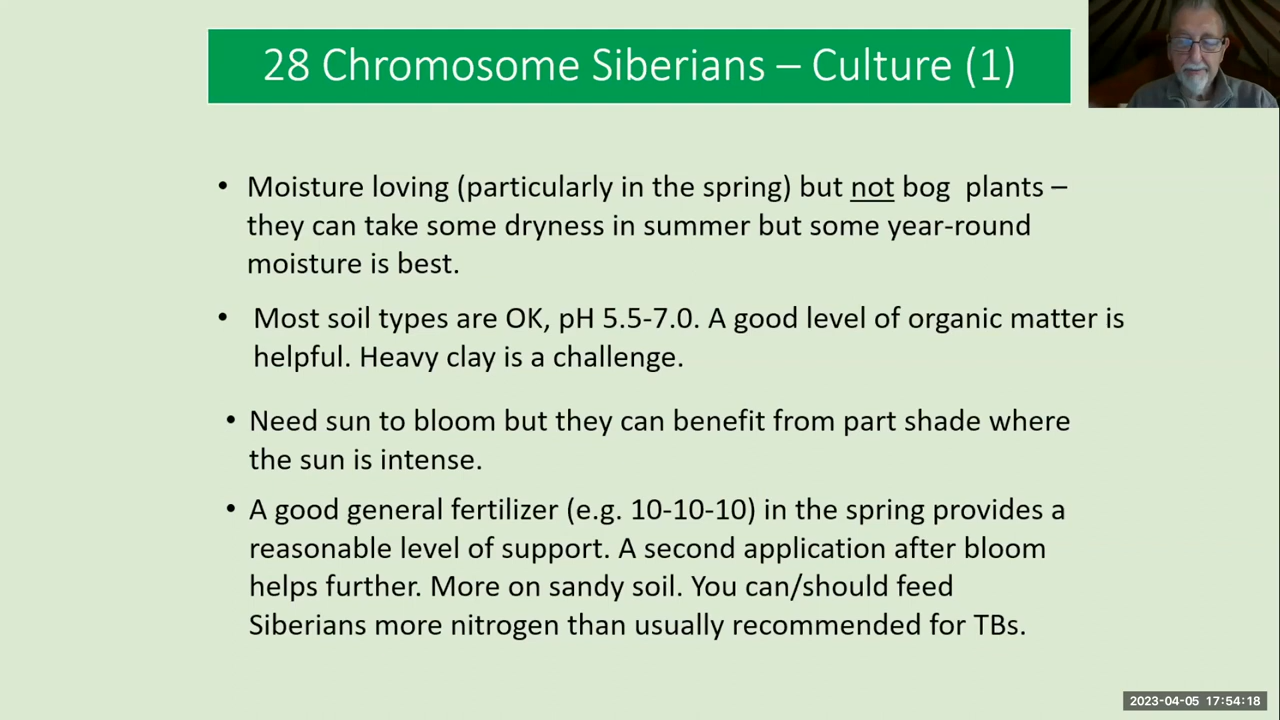 28 Chromosome Siberians – Culture (1)
• Moisture loving (particularly in the spring) but not bog  plants –
they can take some dryness in summer but some year-round
moisture is best.
• Most soil types are OK, pH 5.5-7.0. A good level of organic matter is
helpful. Heavy clay is a challenge.
• Need sun to bloom but they can benefit from part shade where
the sun is intense.
• A good general fertilizer (e.g. 10-10-10) in the spring provides a
reasonable level of support. A second application after bloom
helps further. More on sandy soil. You can/should feed
Siberians more nitrogen than usually recommended for TBs.
2023-04-05 17:54:18